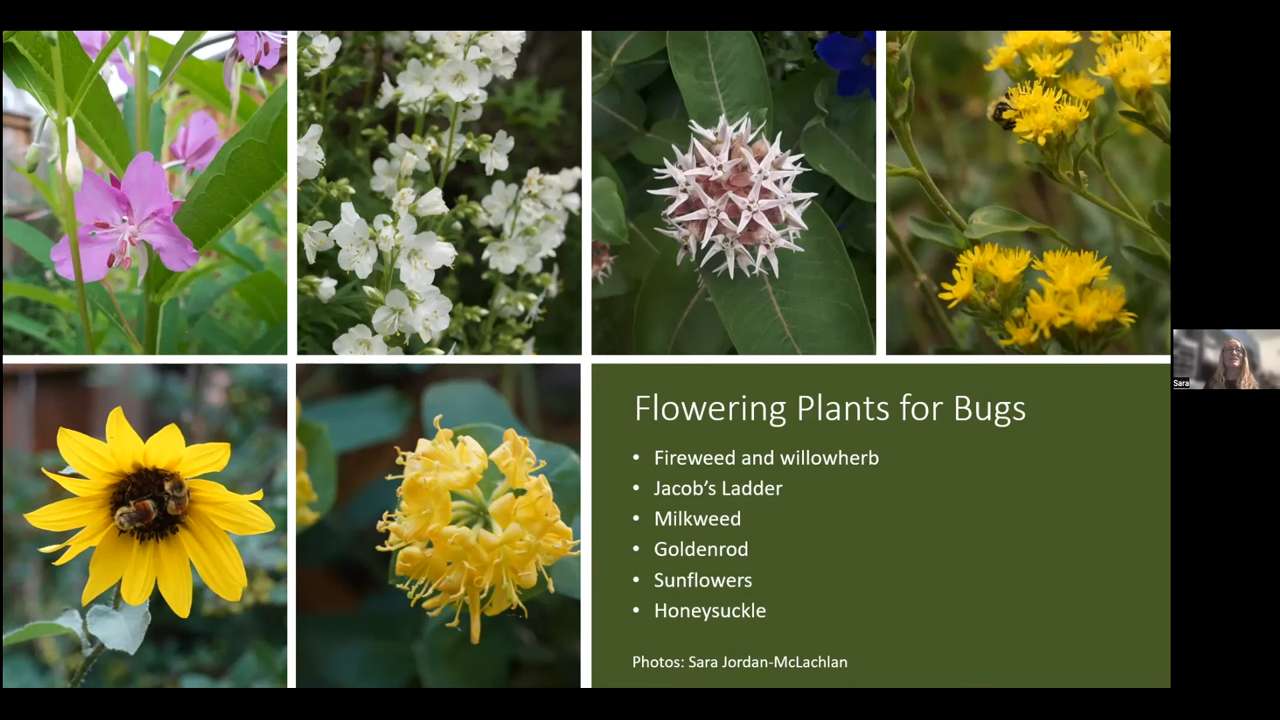 Flowering Plants for Bugs
• Fireweed and willowherb
• Jacob's Ladder
• Milkweed
• Goldenrod
• Sunflowers
• Honeysuckle
Photos: Sara Jordan-McLachlan
Sara